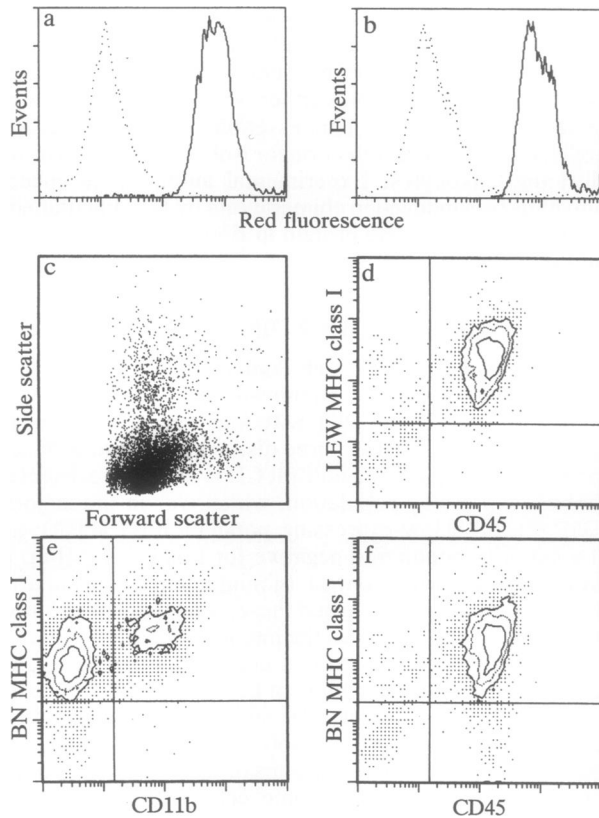 a
b
Events
Events
Red fluorescence
c
d
Side scatter
LEW MHC class I
Forward scatter
CD45
e
f
BN MHC class I
BN MHC class I
CD11b
CD45